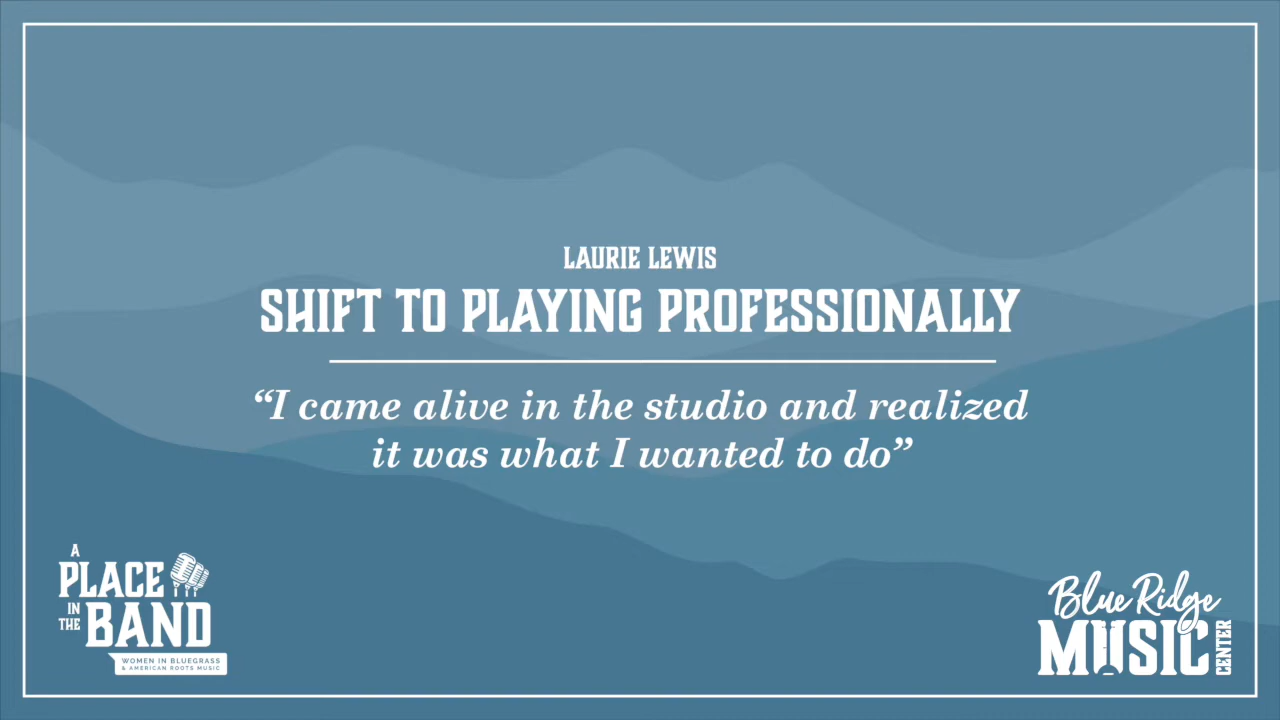 LAURIE LEWIS
SHIFT TO PLAYING PROFESSIONALLY
“I came alive in the studio and realized
it was what I wanted to do”
A
PLACE
IN THE
BAND
WOMEN IN BLUEGRASS
& AMERICAN ROOTS MUSIC
Blue Ridge
MUSIC
CENTER